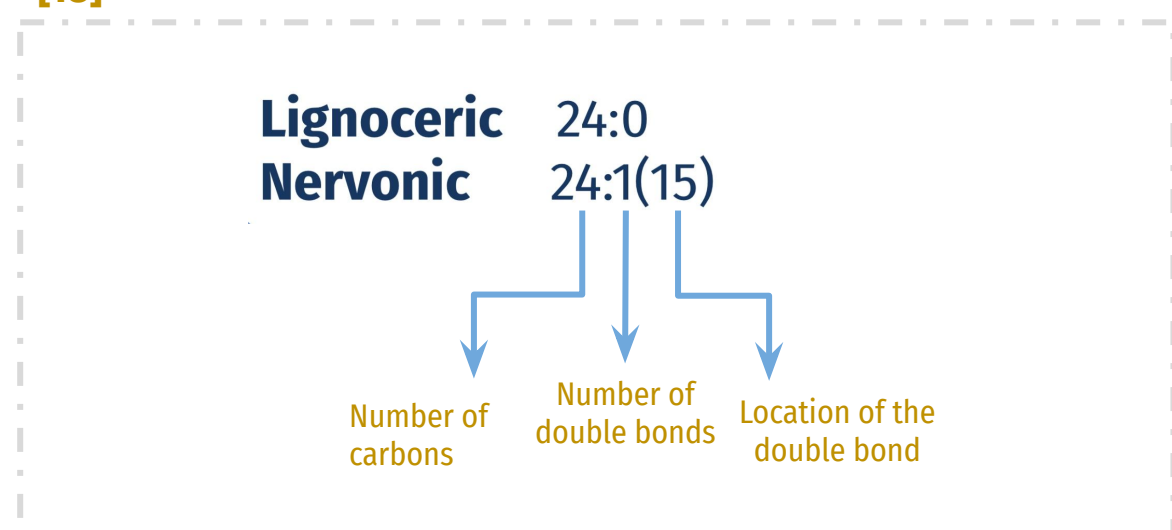 Lignoceric 24:0
Nervonic 24:1(15)
Number of
carbons
Number of
double bonds
Location of the
double bond